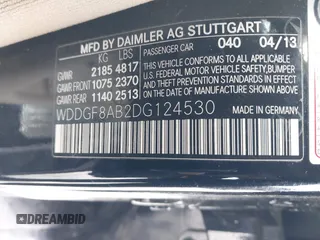 MFD BY DAIMLER AG STUTTGART
KG LBS PASSENGER CAR 040 04/13
GVWR 2185 4817
GAWR FRONT 1075 2370
GAWR REAR 1140 2513
THIS VEHICLE CONFORMS TO ALL APPLICABLE
U.S. FEDERAL MOTOR VEHICLE SAFETY, BUMPER,
AND THEFT PREVENTION STANDARDS IN EFFECT
ON THE DATE OF MANUFACTURE SHOWN ABOVE.
WDDGF8AB2DG124530
MADE IN GERMANY
DREAMBID